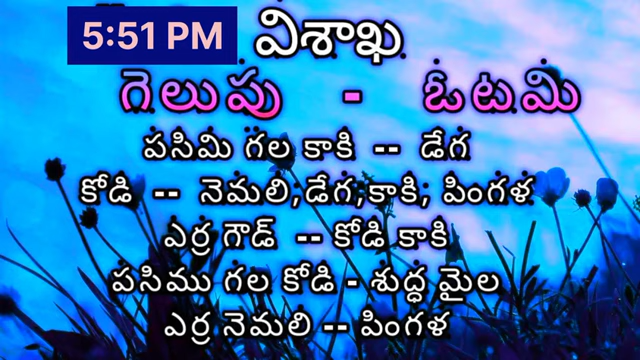 5:51 PM విశాఖ
గెలుపు - ఓటమి
పసిమి గల కాకి -- డేగ
కోడి -- నెమలి;డేగ;కాకి; పింగళ
ఎర్ర గౌడ్ -- కోడి కాకి
పసిము గల కోడి - శుద్ధ మైల
ఎర్ర నెమలి -- పింగళ